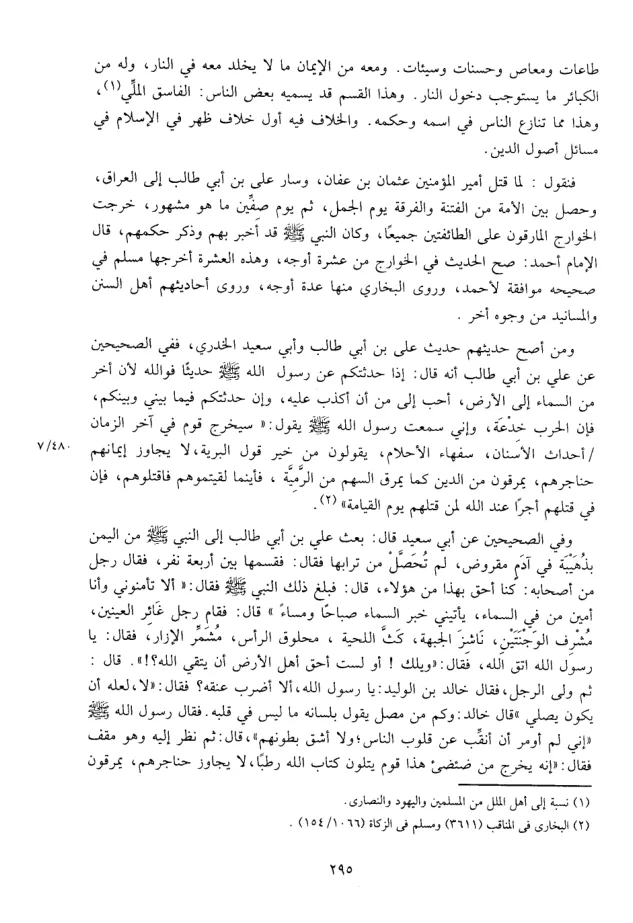 طاعات ومعاص وحسنات وسيئات. ومعه من الإيمان ما لا يخلد معه في النار، وله من
الكبائر ما يستوجب دخول النار. وهذا القسم قد يسميه بعض الناس: الفاسق الملِّي(١)،
وهذا مما تنازع الناس في اسمه وحكمه. والخلاف فيه أول خلاف ظهر في الإسلام في
مسائل أصول الدين.
فنقول : لما قتل أمير المؤمنين عثمان بن عفان، وسار على بن أبي طالب إلى العراق،
وحصل بين الأمة من الفتنة والفرقة يوم الجمل، ثم يوم صِفِّين ما هو مشهور، خرجت
الخوارج المارقون على الطائفتين جميعًا، وكان النبي ﷺ قد أخبر بهم وذكر حكمهم، قال
الإمام أحمد: صح الحديث في الخوارج من عشرة أوجه، وهذه العشرة أخرجها مسلم في
صحيحه موافقة لأحمد، وروى البخاري منها عدة أوجه، وروى أحاديثهم أهل السنن
والمسانيد من وجوه أخر .
ومن أصح حديثهم حديث على بن أبي طالب وأبي سعيد الخدري، ففي الصحيحين
عن علي بن أبي طالب أنه قال: إذا حدثتكم عن رسول الله ﷺ حديثًا فوالله لأن أخر
من السماء إلى الأرض، أحب إلى من أن أكذب عليه، وإن حدثتكم فيما بيني وبينكم،
فإن الحرب خِدْعَة، وإني سمعت رسول الله ﷺ يقول:« سيخرج قوم في آخر الزمان
/أحداث الأسنان، سفهاء الأحلام، يقولون من خير قول البرية،لا يجاوز إيمانهم
٧/٤٨٠
حناجرهم، يمرقون من الدين كما يمرق السهم من الرَّمِيَّة ، فأينما لقيتموهم فاقتلوهم، فإن
في قتلهم أجرًا عند الله لمن قتلهم يوم القيامة» (٢).
وفي الصحيحين عن أبي سعيد قال: بعث علي بن أبي طالب إلى النبي ﷺ من اليمن
بذُهَيْبَة في آدَمٍ مقروض، لم تُحَصَّلْ من ترابها فقال: فقسمها بين أربعة نفر، فقال رجل
من أصحابه: كنا أحق بهذا من هؤلاء، قال: فبلغ ذلك النبي ﷺ فقال:« ألا تأمنوني وأنا
أمين من في السماء، يأتيني خبر السماء صباحًا ومساءً » قال: فقام رجل غَائِر العينين،
مُشْرِف الوَجْنَتَيْنِ، نَاشِزِ الجبهة، كَثَّ اللحية ، محلوق الرأس، مُشَمَّرِ الإزار، فقال: يا
رسول الله اتق الله، فقال:«ويلك ! أو لست أحق أهل الأرض أن يتقي الله؟!». قال :
ثم ولى الرجل،فقال خالد بن الوليد:يا رسول الله،ألا أضرب عنقه؟ فقال:«لا،لعله أن
يكون يصلي »قال خالد:وكم من مصل يقول بلسانه ما ليس في قلبه.فقال رسول الله ﷺ
«إني لم أومر أن أنقِّب عن قلوب الناس؛ولا أشق بطونهم»،قال:ثم نظر إليه وهو مقف
فقال:«إنه يخرج من ضئضئ هذا قوم يتلون كتاب الله رطبًا،لا يجاوز حناجرهم، يمرقون
(١) نسبة إلى أهل الملل من المسلمين واليهود والنصارى.
(٢) البخارى فى المناقب (٣٦١١) ومسلم فى الزكاة (١٥٤/١٠٦٦) .
٢٩٥